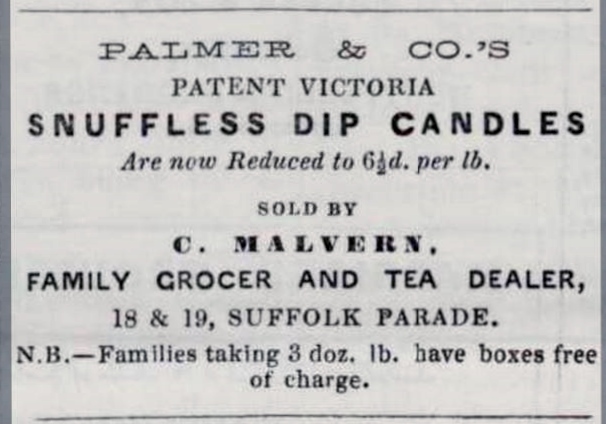 PALMER & CO.'S
PATENT VICTORIA
SNUFFLESS DIP CANDLES
Are now Reduced to 6½d. per lb.
SOLD BY
C. MALVERN,
FAMILY GROCER AND TEA DEALER,
18 & 19, SUFFOLK PARADE.
N.B.—Families taking 3 doz. lb. have boxes free
of charge.